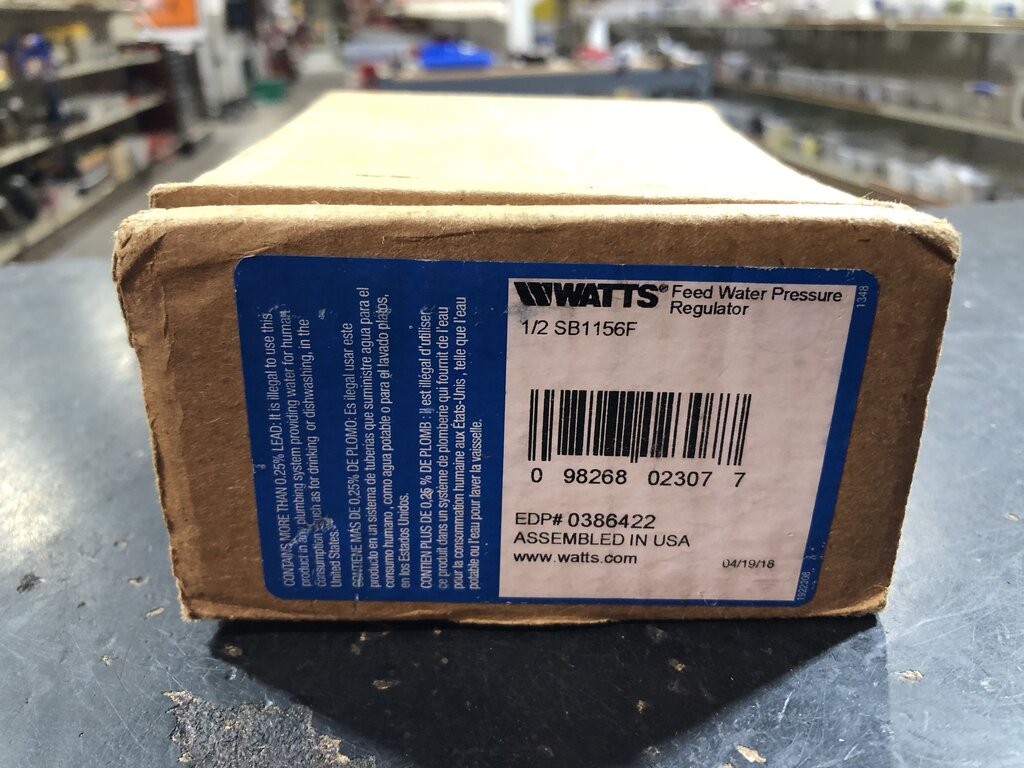 CONTAINS MORE THAN 0.25% LEAD: It is illegal to use this
product in any plumbing system providing water for human
consumption such as for drinking or dishwashing, in the
United States.
CONTIENE MAS DE 0.25% DE PLOMO: Es ilegal usar este
producto en un sistema de tuberias que suministre agua para el
consumo humano, como agua potable o para el lavado platos,
en los Estados Unidos.
CONTIEN PLUS DE 0.25 % DE PLOMB : Il est illégal d'utiliser
ce produit dans un système de plomberie qui fournit de l'eau
pour la consommation humaine aux États-Unis , telle que l'eau
potable ou l'eau pour laver la vaisselle.
WATTS® Feed Water Pressure
Regulator
1/2 SB1156F
0 98268 02307 7
EDP# 0386422
ASSEMBLED IN USA
www.watts.com
04/19/18
1348
1922206